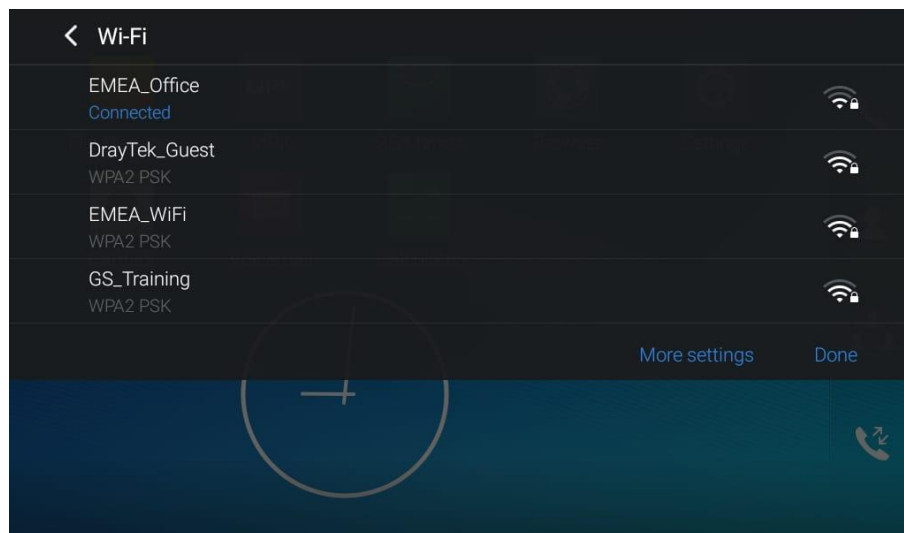 Wi-Fi
EMEA_Office
Connected
DrayTek_Guest
WPA2 PSK
EMEA_WiFi
WPA2 PSK
GS_Training
WPA2 PSK
More settings
Done